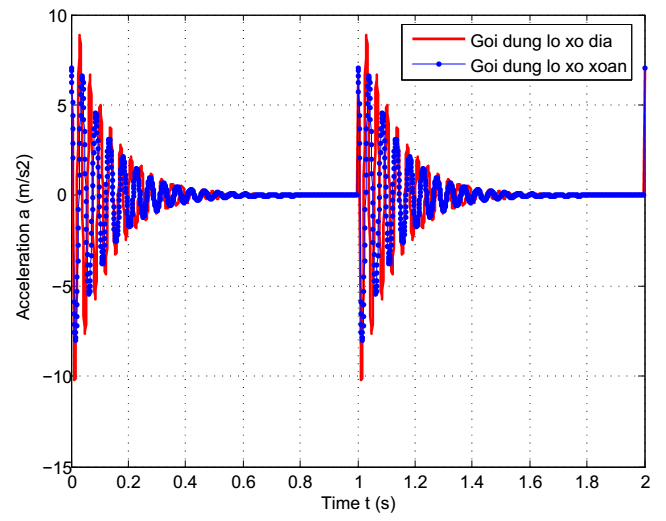 10
5
0
−5
−10
−15
Acceleration a (m/s2)
Goi dung lo xo dia
Goi dung lo xo xoan
0 0.2 0.4 0.6 0.8 1 1.2 1.4 1.6 1.8 2
Time t (s)